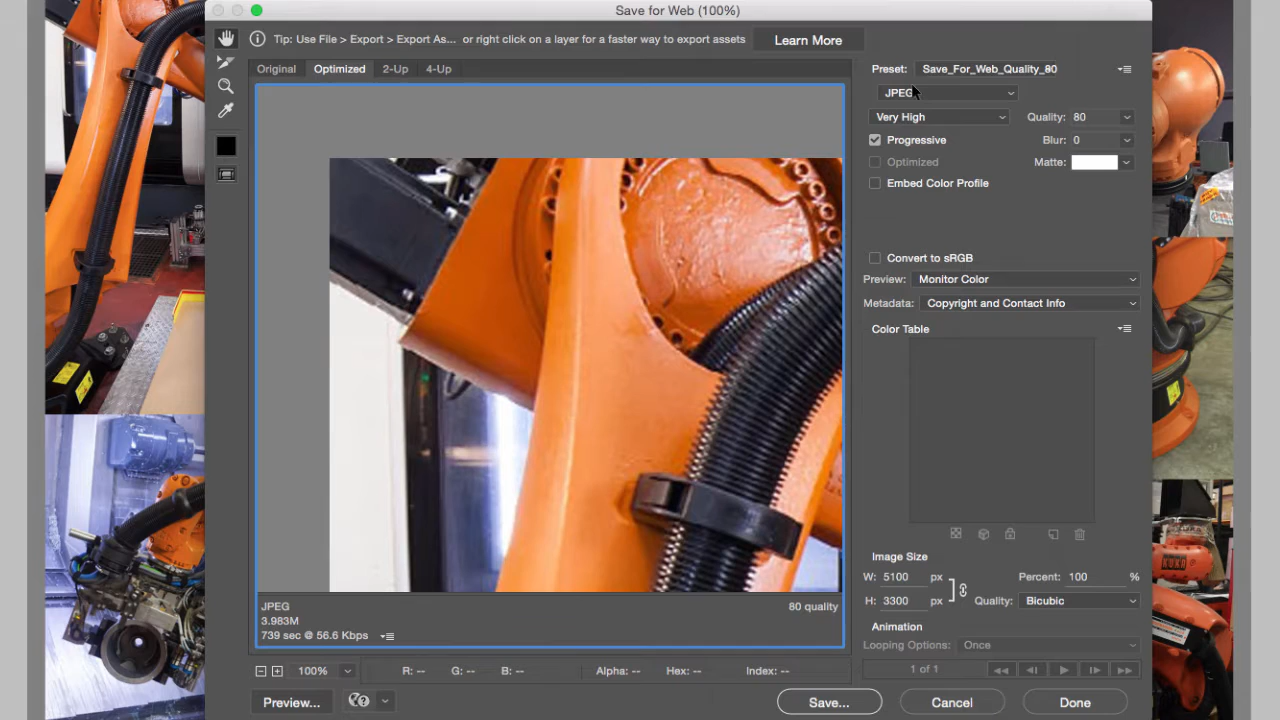 Save for Web (100%)
Tip: Use File > Export > Export As... or right click on a layer for a faster way to export assets
Learn More
Original
Optimized
2-Up
4-Up
Preset: Save_For_Web_Quality_80
JPEG
Very High
Quality: 80
Progressive
Blur: 0
Optimized
Matte:
Embed Color Profile
Convert to sRGB
Preview: Monitor Color
Metadata: Copyright and Contact Info
Color Table
Image Size
W: 5100 px
Percent: 100 %
H: 3300 px
Quality: Bicubic
Animation
Looping Options: Once
1 of 1
JPEG
80 quality
3.983M
739 sec @ 56.6 Kbps
100%
R: --
G: --
B: --
Alpha: --
Hex: --
Index: --
Preview...
Save...
Cancel
Done
KUKA